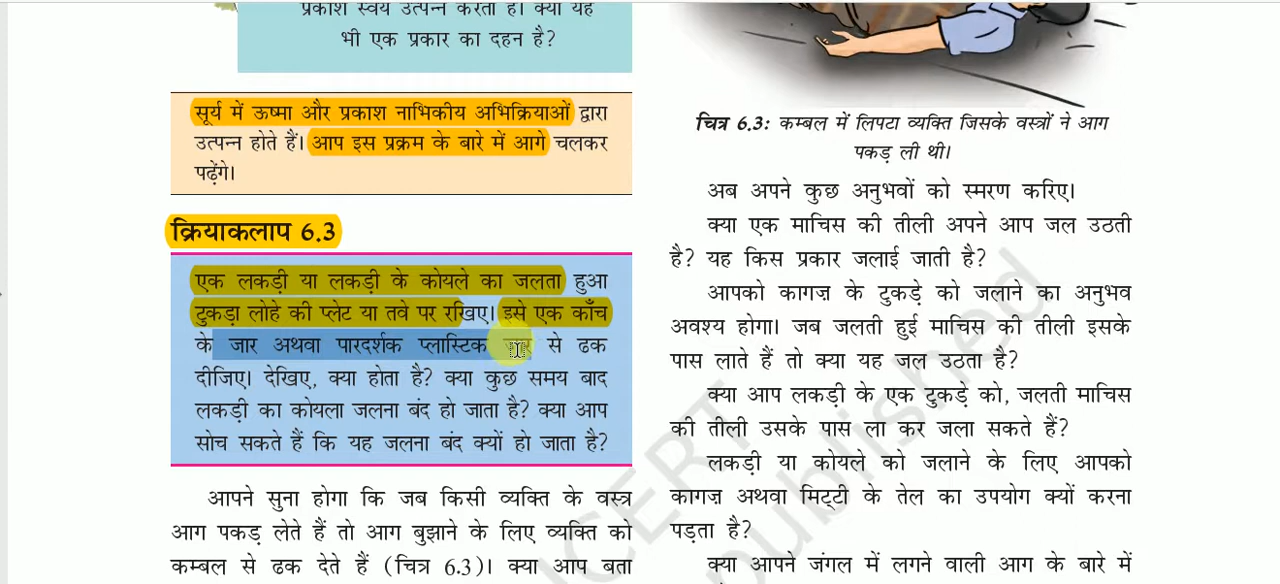 प्रकाश स्वयं उत्पन्न करता है। क्या यह
भी एक प्रकार का दहन है?
सूर्य में ऊष्मा और प्रकाश नाभिकीय अभिक्रियाओं द्वारा
उत्पन्न होते हैं। आप इस प्रक्रम के बारे में आगे चलकर
पढ़ेंगे।
क्रियाकलाप 6.3
एक लकड़ी या लकड़ी के कोयले का जलता हुआ
टुकड़ा लोहे की प्लेट या तवे पर रखिए। इसे एक काँच
के जार अथवा पारदर्शक प्लास्टिक जार से ढक
दीजिए। देखिए, क्या होता है? क्या कुछ समय बाद
लकड़ी का कोयला जलना बंद हो जाता है? क्या आप
सोच सकते हैं कि यह जलना बंद क्यों हो जाता है?
आपने सुना होगा कि जब किसी व्यक्ति के वस्त्र
आग पकड़ लेते हैं तो आग बुझाने के लिए व्यक्ति को
कम्बल से ढक देते हैं (चित्र 6.3)। क्या आप बता
चित्र 6.3: कम्बल में लिपटा व्यक्ति जिसके वस्त्रों ने आग
पकड़ ली थी।
अब अपने कुछ अनुभवों को स्मरण करिए।
क्या एक माचिस की तीली अपने आप जल उठती
है? यह किस प्रकार जलाई जाती है?
आपको कागज़ के टुकड़े को जलाने का अनुभव
अवश्य होगा। जब जलती हुई माचिस की तीली इसके
पास लाते हैं तो क्या यह जल उठता है?
क्या आप लकड़ी के एक टुकड़े को, जलती माचिस
की तीली उसके पास ला कर जला सकते हैं?
लकड़ी या कोयले को जलाने के लिए आपको
कागज़ अथवा मिट्टी के तेल का उपयोग क्यों करना
पड़ता है?
क्या आपने जंगल में लगने वाली आग के बारे में
NCERT
published